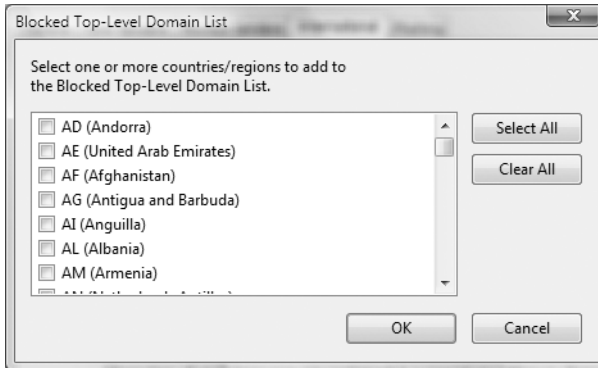 Blocked Top-Level Domain List
Select one or more countries/regions to add to
the Blocked Top-Level Domain List.
AD (Andorra)
AE (United Arab Emirates)
AF (Afghanistan)
AG (Antigua and Barbuda)
AI (Anguilla)
AL (Albania)
AM (Armenia)
Select All
Clear All
OK
Cancel